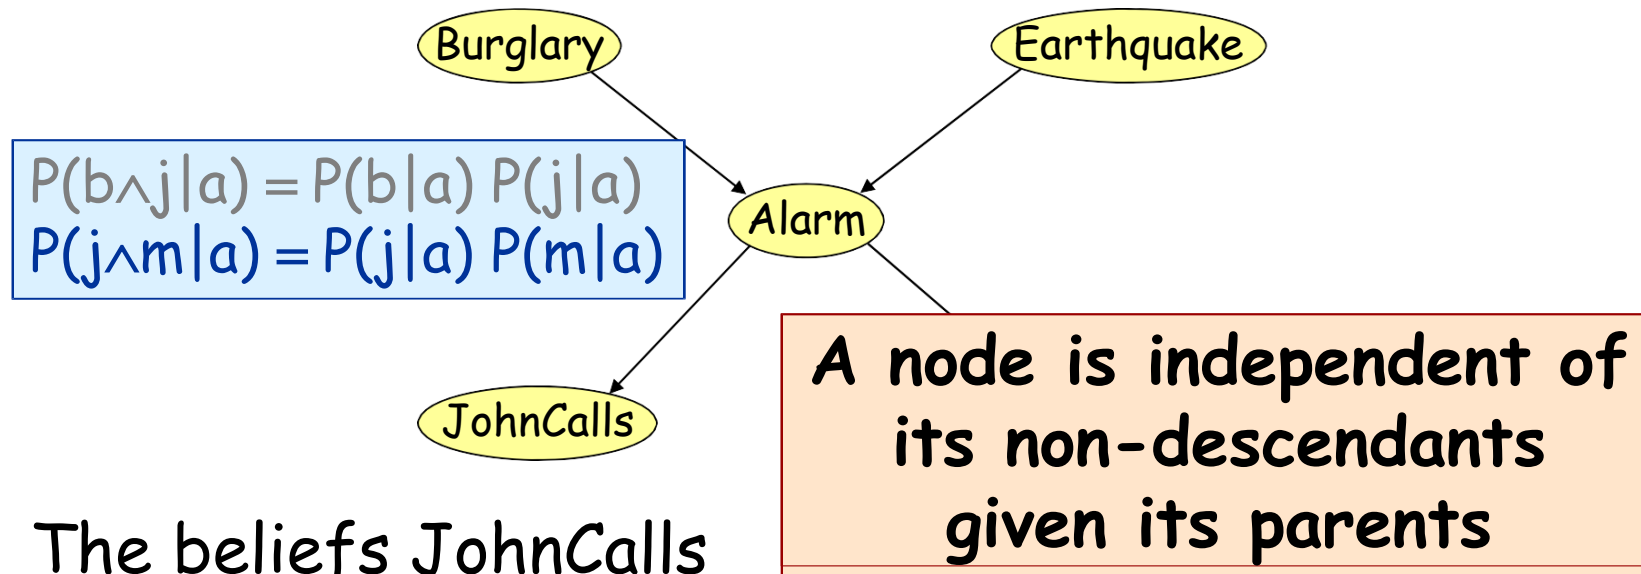 Burglary
Earthquake
P(b∧j|a) = P(b|a) P(j|a)
P(j∧m|a) = P(j|a) P(m|a)
Alarm
A node is independent of
its non-descendants
given its parents
JohnCalls
The beliefs JohnCalls